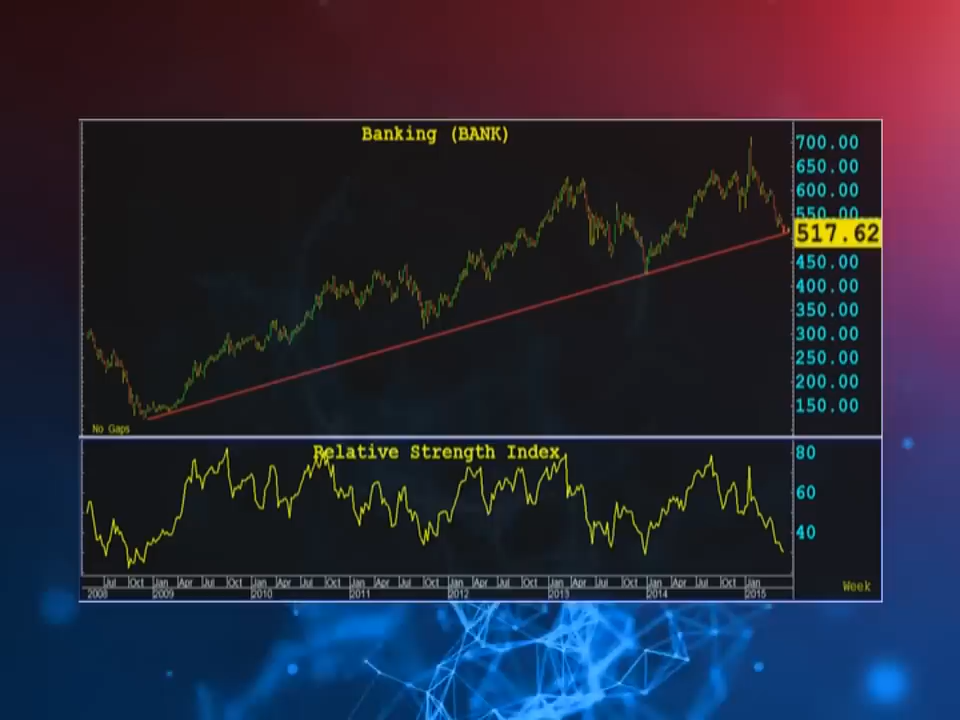 Banking (BANK)
700.00
650.00
600.00
550.00
517.62
450.00
400.00
350.00
300.00
250.00
200.00
150.00
No Gaps
Relative Strength Index
80
60
40
Jul Oct Jan Apr Jul Oct Jan Apr Jul Oct Jan Apr Jul Oct Jan Apr Jul Oct Jan Apr Jul Oct Jan Apr Jul Oct Jan
Week
2008 2009 2010 2011 2012 2013 2014 2015